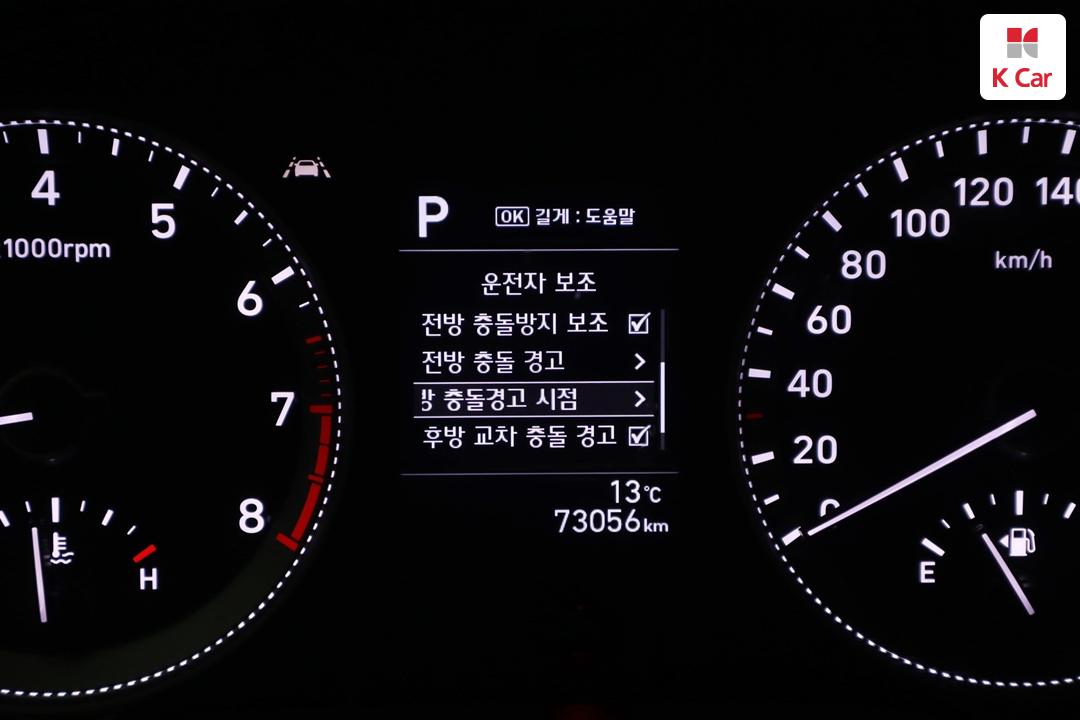 K Car
4
5
6
7
8
x1000rpm
H
P
OK 길게 : 도움말
운전자 보조
전방 충돌방지 보조
전방 충돌 경고
방 충돌경고 시점
후방 교차 충돌 경고
13℃
73056km
140
120
100
80
60
40
20
0
km/h
E